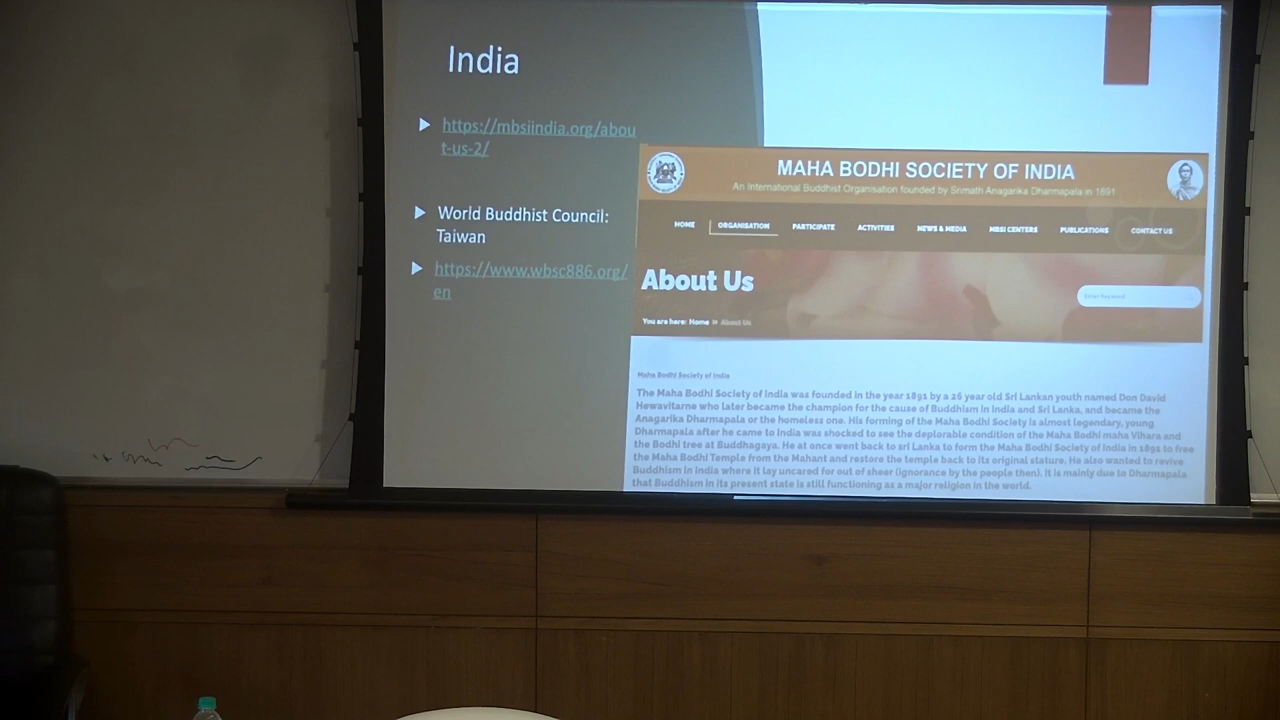 India
https://mbsiindia.org/abou
t-us-2/
World Buddhist Council:
Taiwan
https://www.wbsc886.org/
en
MAHA BODHI SOCIETY OF INDIA
An International Buddhist Organisation founded by Srimath Anagarika Dharmapala in 1891
HOME ORGANISATION PARTICIPATE ACTIVITIES NEWS & MEDIA MBSI CENTERS PUBLICATIONS CONTACT US
About Us
Enter Keyword
You are here: Home » About Us
Maha Bodhi Society of India
The Maha Bodhi Society of India was founded in the year 1891 by a 26 year old Sri Lankan youth named Don David
Hewavitarne who later became the champion for the cause of Buddhism in India and Sri Lanka, and became the
Anagarika Dharmapala or the homeless one. His forming of the Maha Bodhi Society is almost legendary, young
Dharmapala after he came to India was shocked to see the deplorable condition of the Maha Bodhi maha Vihara and
the Bodhi tree at Buddhagaya. He at once went back to sri Lanka to form the Maha Bodhi Society of India in 1891 to free
the Maha Bodhi Temple from the Mahant and restore the temple back to its original stature. He also wanted to revive
Buddhism in India where it lay uncared for out of sheer (ignorance by the people then). It is mainly due to Dharmapala
that Buddhism in its present state is still functioning as a major religion in the world.